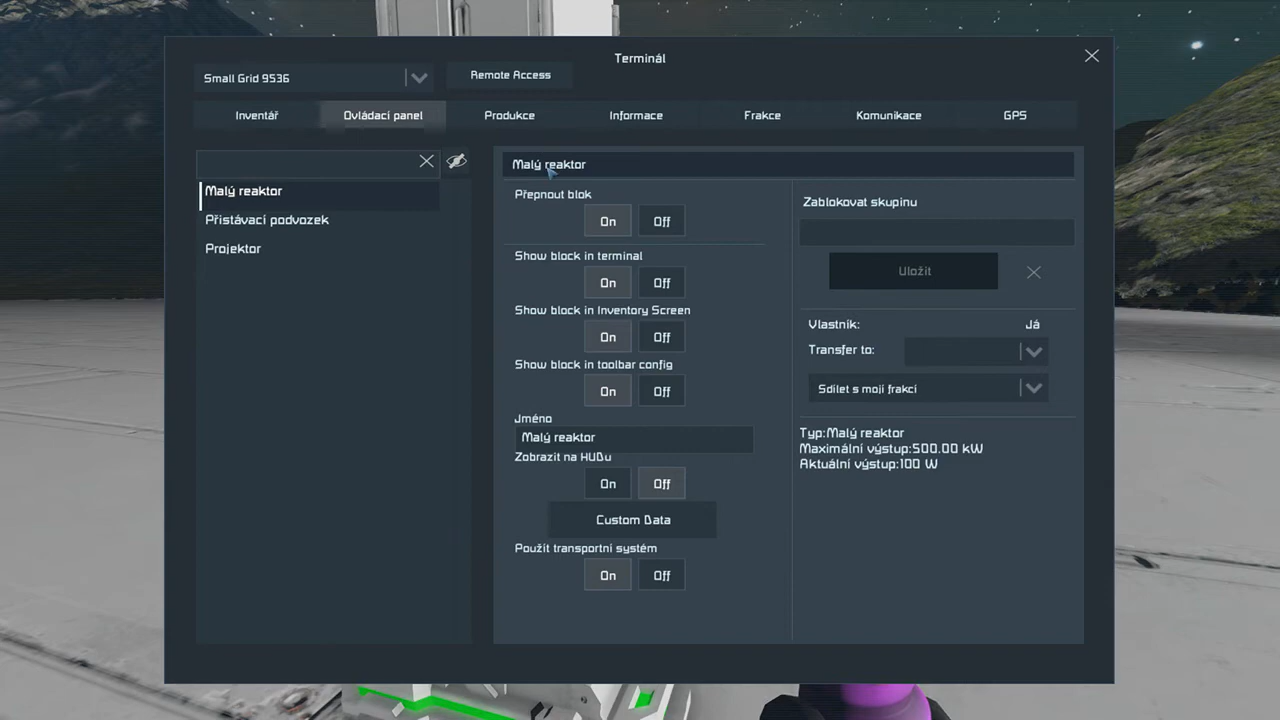 Terminál
Small Grid 9536
Remote Access
Inventář
Ovládací panel
Produkce
Informace
Frakce
Komunikace
GPS
Malý reaktor
Přistávací podvozek
Projektor
Malý reaktor
Přepnout blok
On Off
Show block in terminal
On Off
Show block in Inventory Screen
On Off
Show block in toolbar config
On Off
Jméno
Malý reaktor
Zobrazit na HUDu
On Off
Custom Data
Použít transportní systém
On Off
Zablokovat skupinu
Uložit
Vlastník: Já
Transfer to:
Sdílet s mojí frakcí
Typ:Malý reaktor
Maximální výstup:500.00 kW
Aktuální výstup:100 W